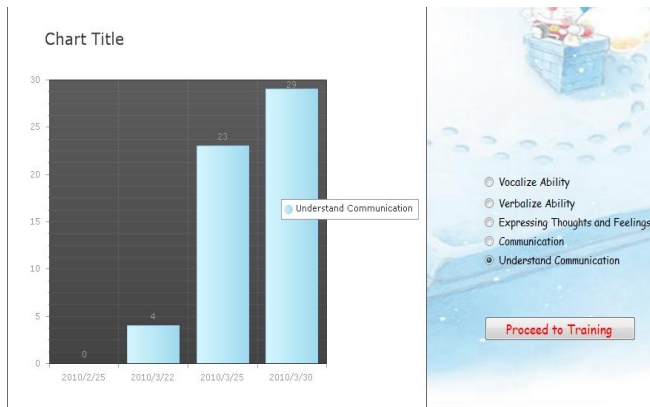 Chart Title
30
25
20
15
10
5
0
0
4
23
29
2010/2/25
2010/3/22
2010/3/25
2010/3/30
Understand Communication
Vocalize Ability
Verbalize Ability
Expressing Thoughts and Feelings
Communication
Understand Communication
Proceed to Training